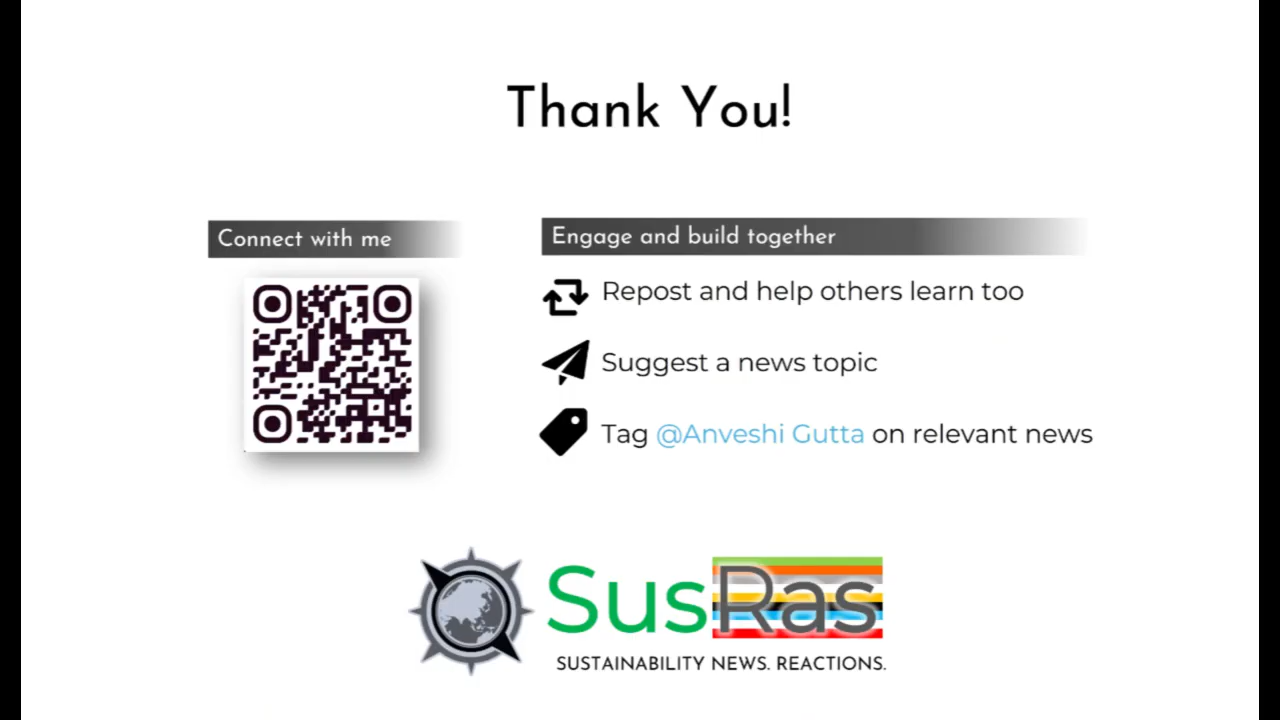 Thank You!
Connect with me
Engage and build together
Repost and help others learn too
Suggest a news topic
Tag @Anveshi Gutta on relevant news
SusRas
SUSTAINABILITY NEWS. REACTIONS.